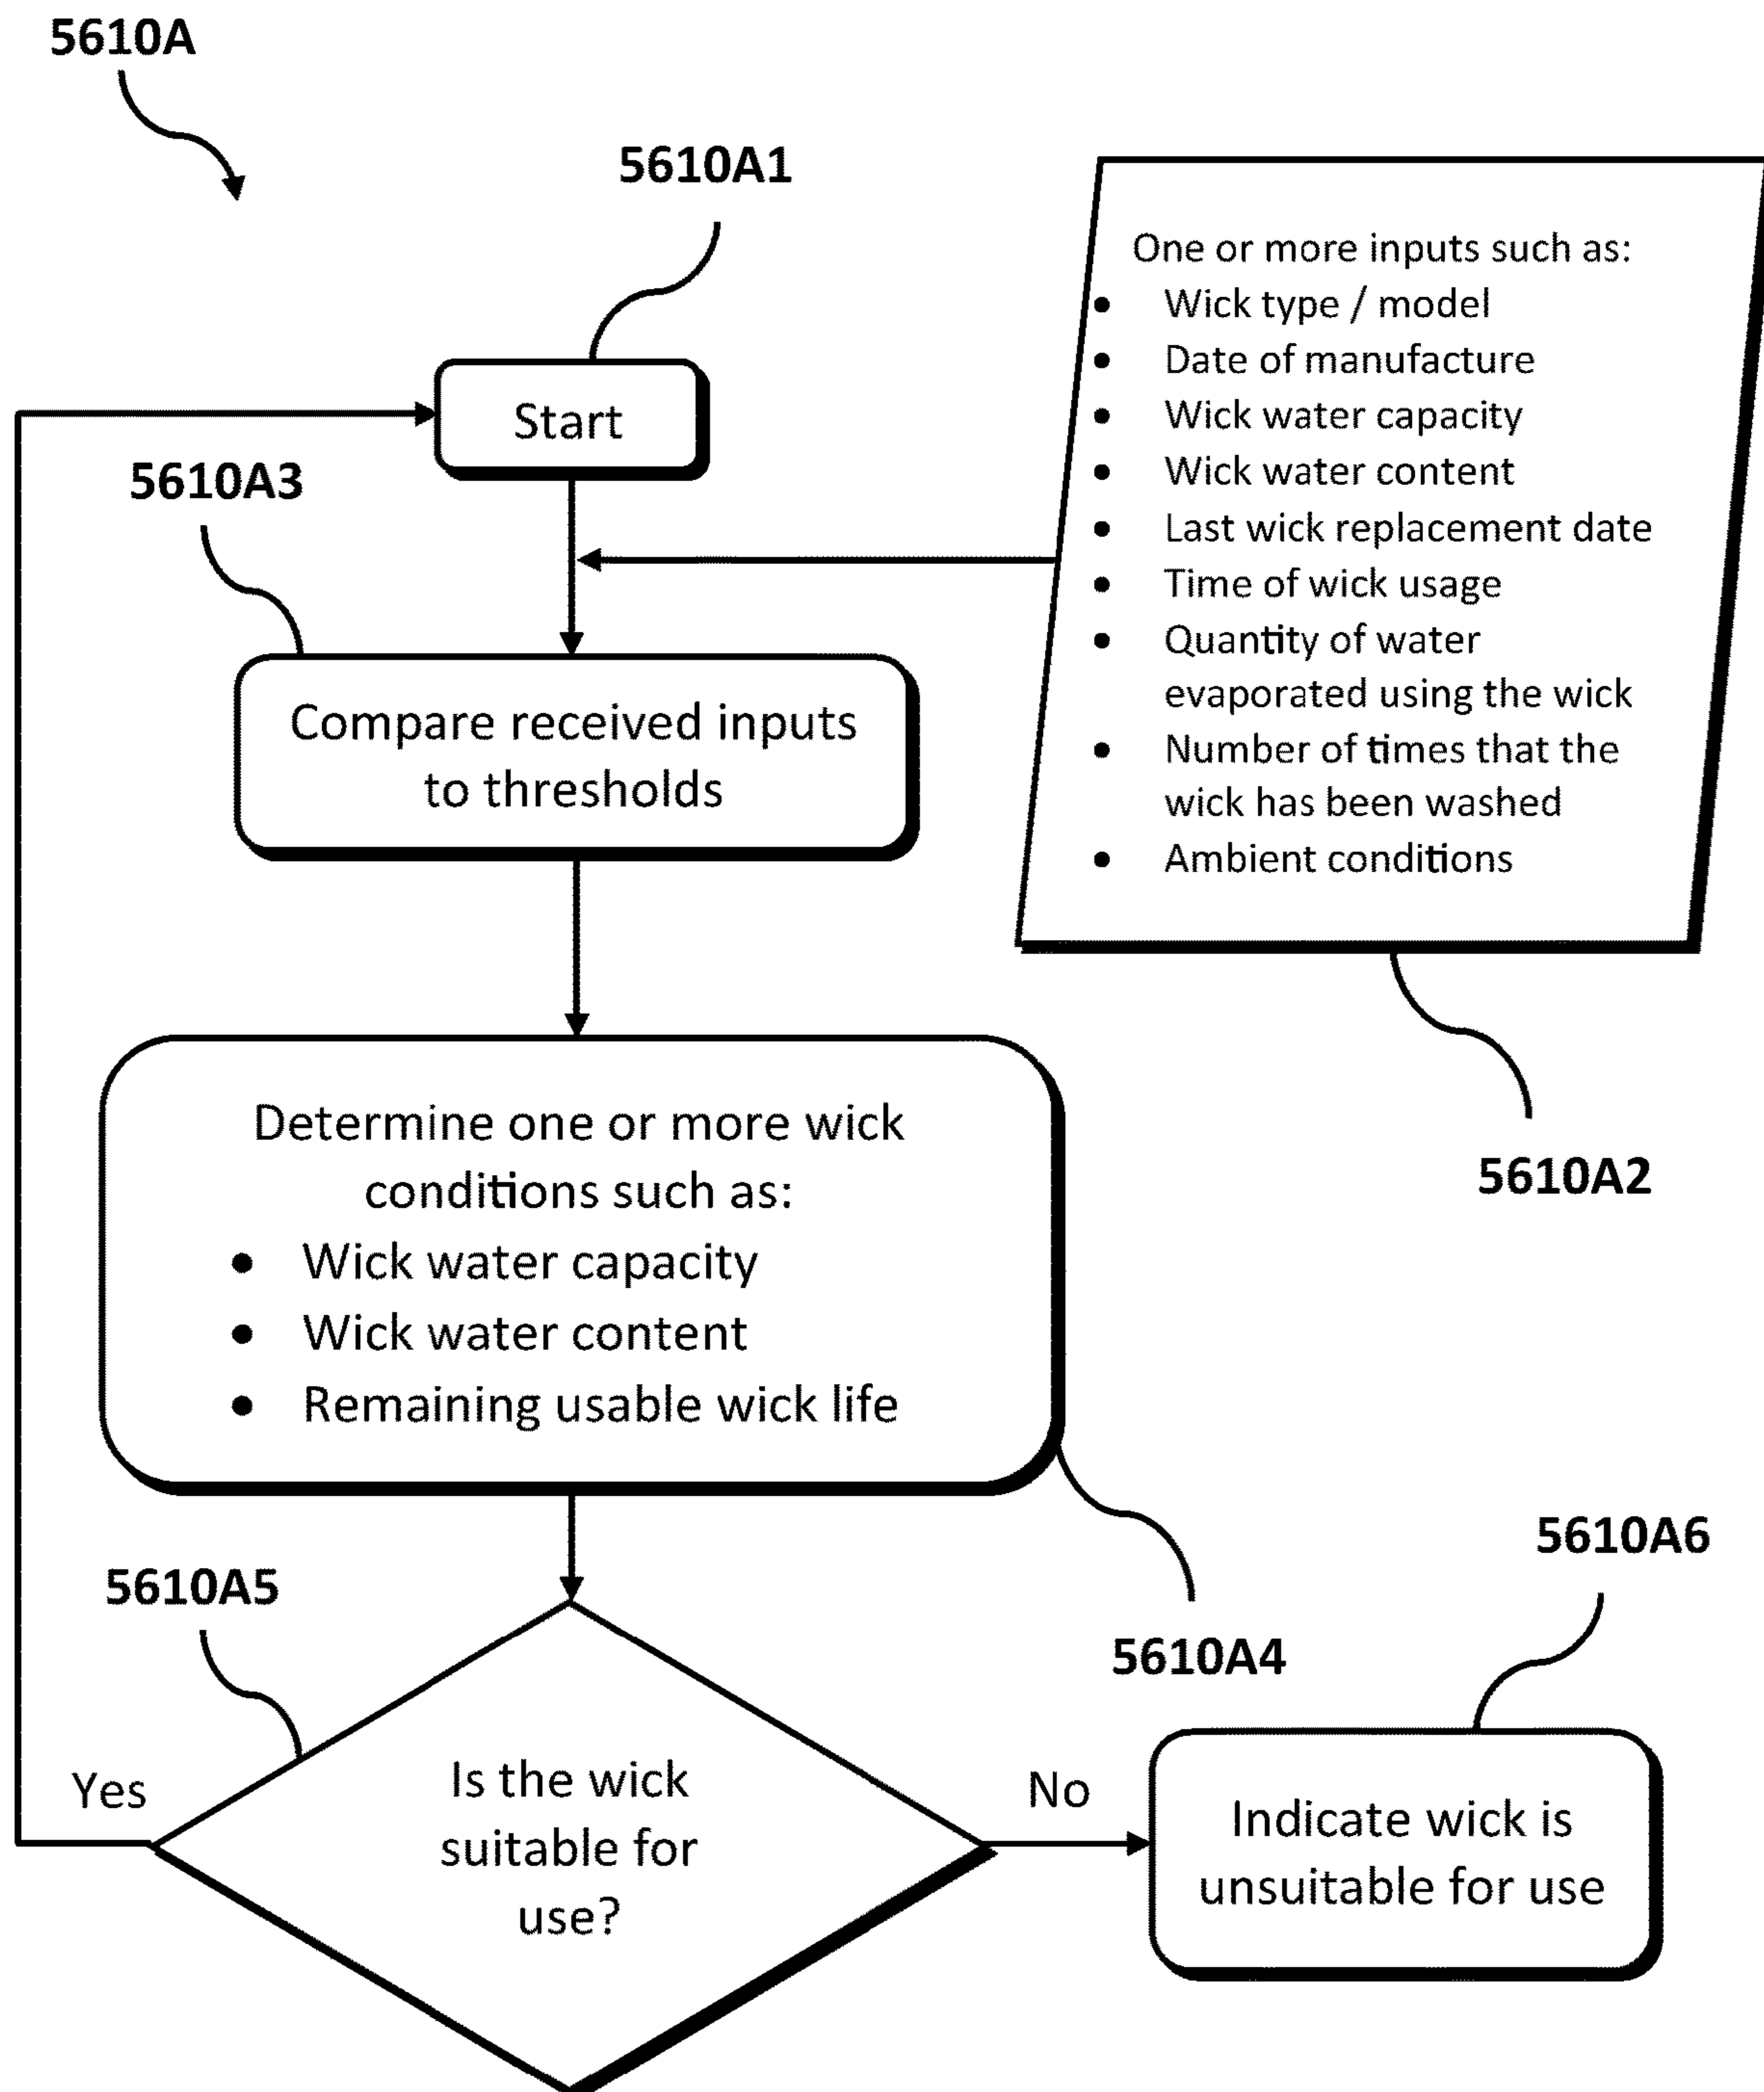 5610A
5610A1
One or more inputs such as:
• Wick type / model
• Date of manufacture
• Wick water capacity
• Wick water content
• Last wick replacement date
• Time of wick usage
• Quantity of water
evaporated using the wick
• Number of times that the
wick has been washed
• Ambient conditions
5610A2
Start
5610A3
Compare received inputs
to thresholds
Determine one or more wick
conditions such as:
• Wick water capacity
• Wick water content
• Remaining usable wick life
5610A4
5610A5
Is the wick
suitable for
use?
Yes
No
5610A6
Indicate wick is
unsuitable for use